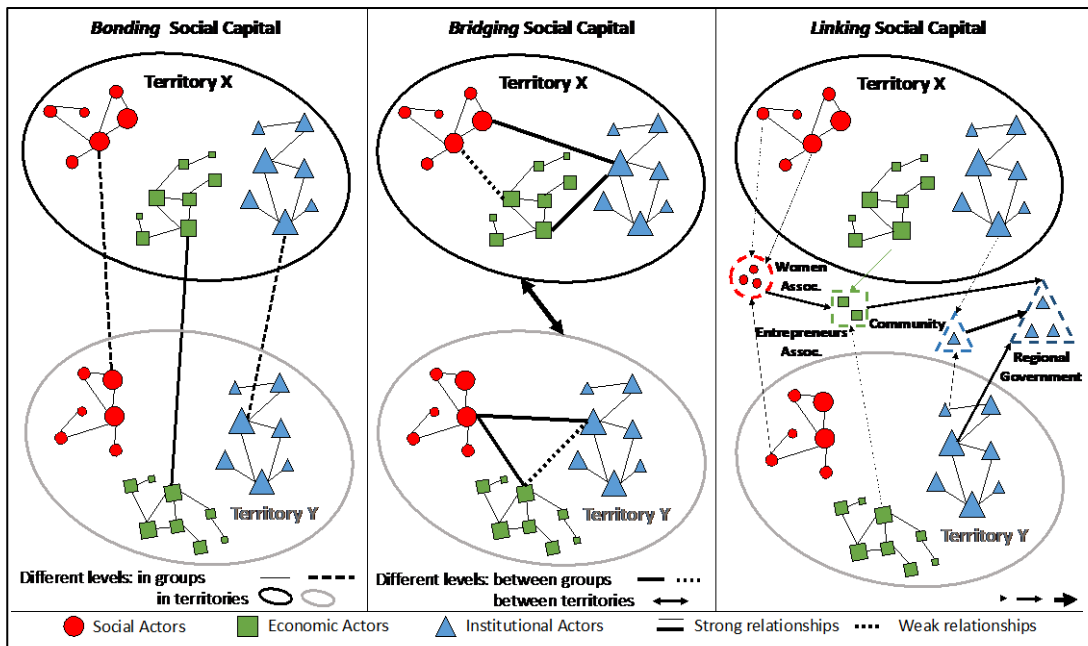 Bonding Social Capital
Territory X
Territory Y
Different levels: in groups
in territories
Bridging Social Capital
Territory X
Territory Y
Different levels: between groups
between territories
Linking Social Capital
Territory X
Women
Assoc.
Entrepreneurs
Assoc.
Community
Regional
Government
Territory Y
Social Actors
Economic Actors
Institutional Actors
Strong relationships
Weak relationships